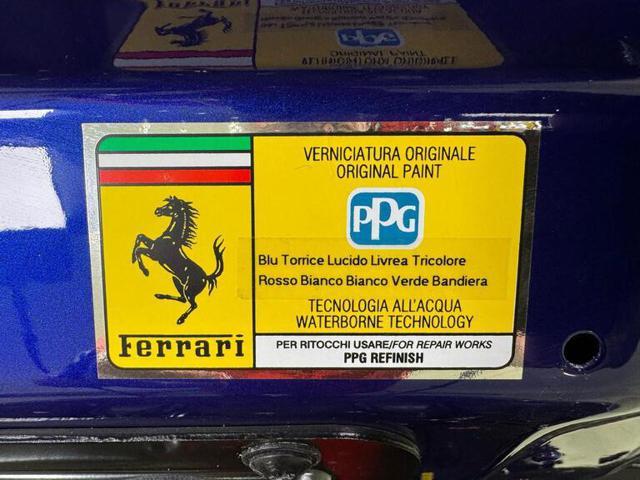 VERNICIATURA ORIGINALE
ORIGINAL PAINT
PPG
Blu Torrice Lucido Livrea Tricolore
Rosso Bianco Bianco Verde Bandiera
TECNOLOGIA ALL'ACQUA
WATERBORNE TECHNOLOGY
Ferrari
PER RITOCCHI USARE/FOR REPAIR WORKS
PPG REFINISH